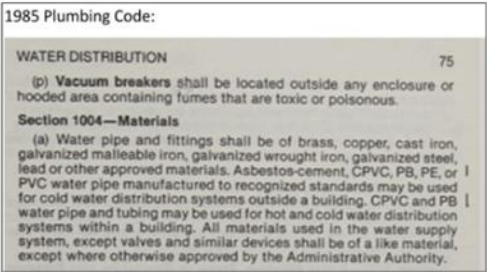 1985 Plumbing Code:
WATER DISTRIBUTION 75
(p) Vacuum breakers shall be located outside any enclosure or
hooded area containing fumes that are toxic or poisonous.
Section 1004—Materials
(a) Water pipe and fittings shall be of brass, copper, cast iron,
galvanized malleable iron, galvanized wrought iron, galvanized steel,
lead or other approved materials. Asbestos-cement, CPVC, PB, PE, or
PVC water pipe manufactured to recognized standards may be used
for cold water distribution systems outside a building. CPVC and PB
water pipe and tubing may be used for hot and cold water distribution
systems within a building. All materials used in the water supply
system, except valves and similar devices shall be of a like material,
except where otherwise approved by the Administrative Authority.